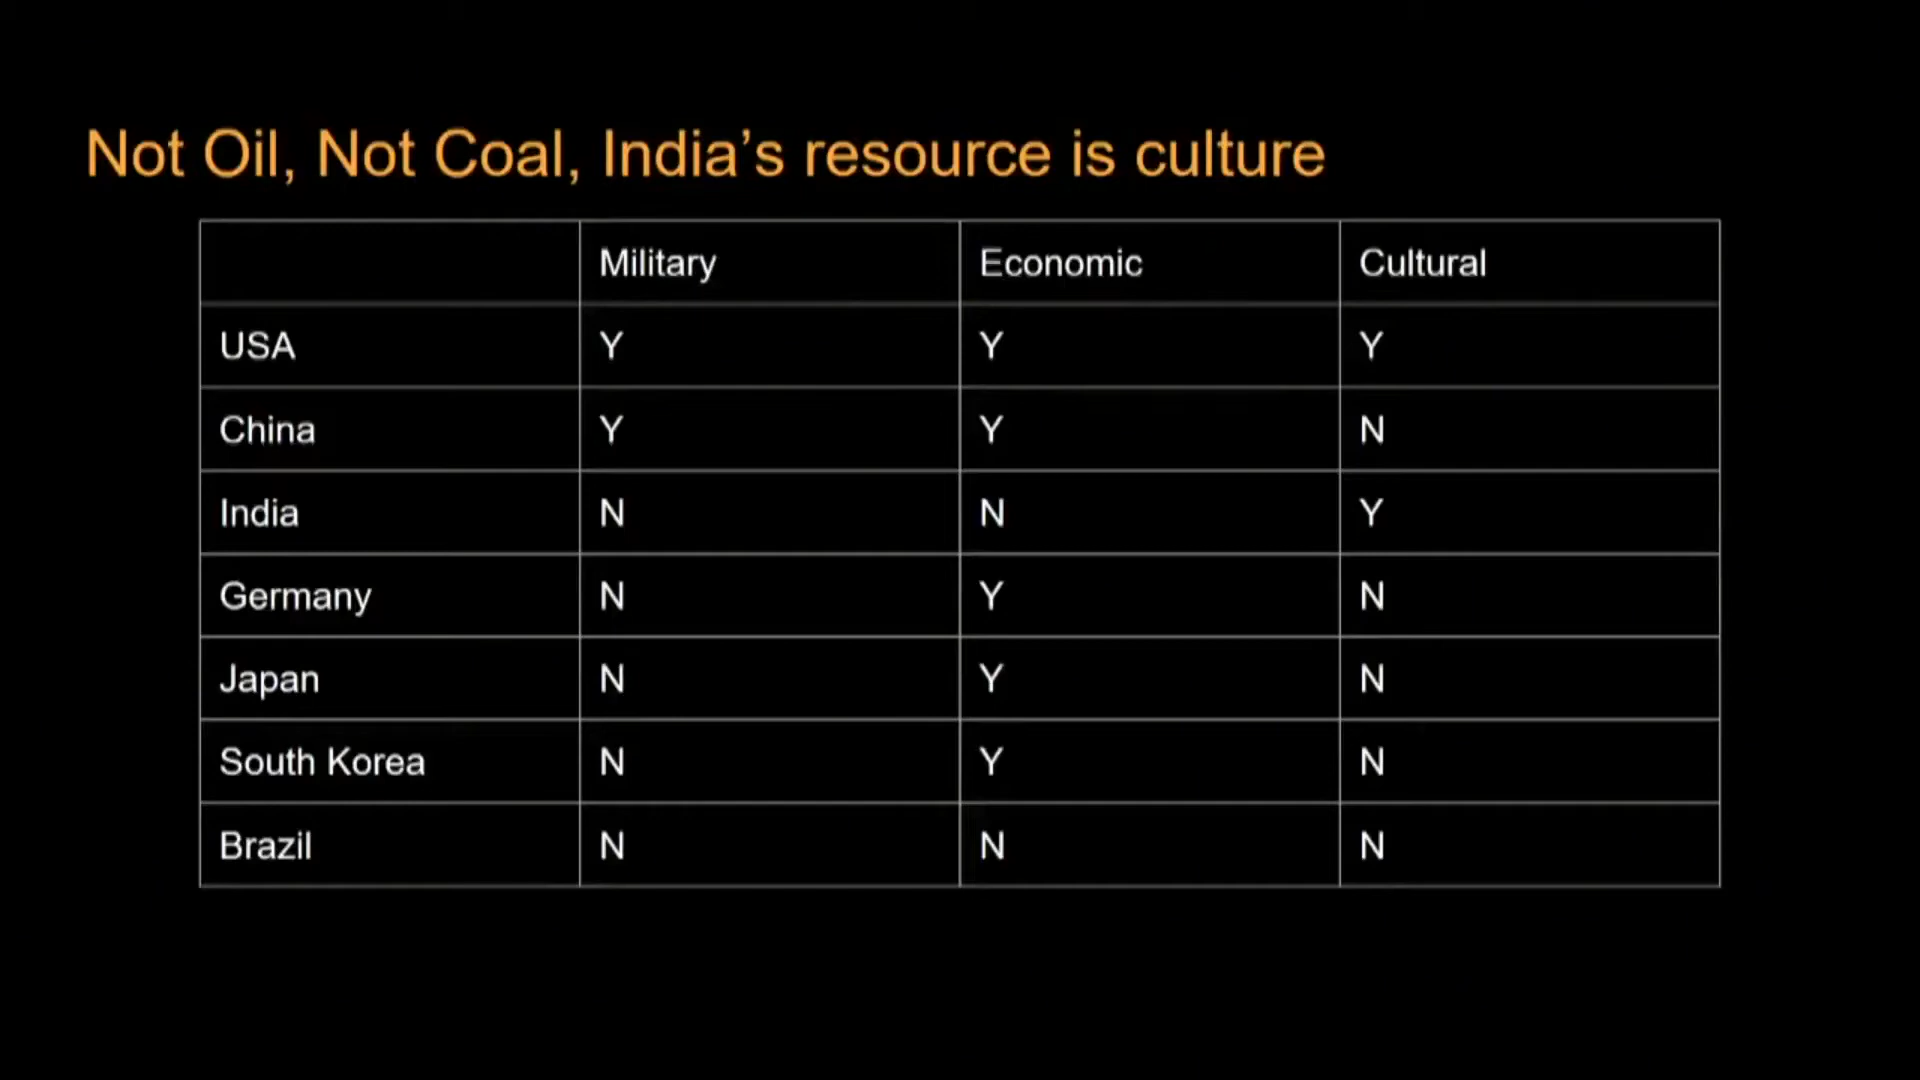 Not Oil, Not Coal, India’s resource is culture
Military Economic Cultural
USA Y Y Y
China Y Y N
India N N Y
Germany N Y N
Japan N Y N
South Korea N Y N
Brazil N N N